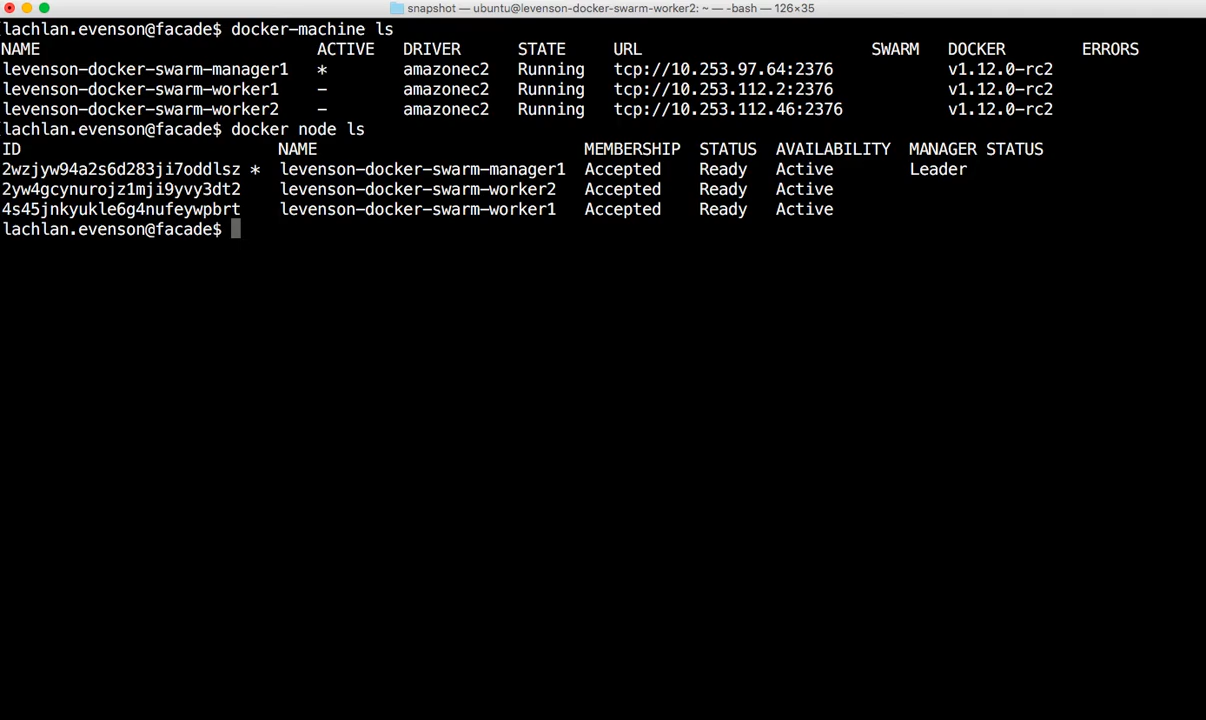 snapshot — ubuntu@levenson-docker-swarm-worker2: ~ — -bash — 126×35
[lachlan.evenson@facade$ docker-machine ls
NAME ACTIVE DRIVER STATE URL SWARM DOCKER ERRORS
levenson-docker-swarm-manager1 * amazonec2 Running tcp://10.253.97.64:2376 v1.12.0-rc2
levenson-docker-swarm-worker1 - amazonec2 Running tcp://10.253.112.2:2376 v1.12.0-rc2
levenson-docker-swarm-worker2 - amazonec2 Running tcp://10.253.112.46:2376 v1.12.0-rc2
[lachlan.evenson@facade$ docker node ls
ID NAME MEMBERSHIP STATUS AVAILABILITY MANAGER STATUS
2wzjyw94a2s6d283ji7oddlsz * levenson-docker-swarm-manager1 Accepted Ready Active Leader
2yw4gcynurojz1mji9yvy3dt2 levenson-docker-swarm-worker2 Accepted Ready Active
4s45jnkyukle6g4nufeywpbrt levenson-docker-swarm-worker1 Accepted Ready Active
lachlan.evenson@facade$